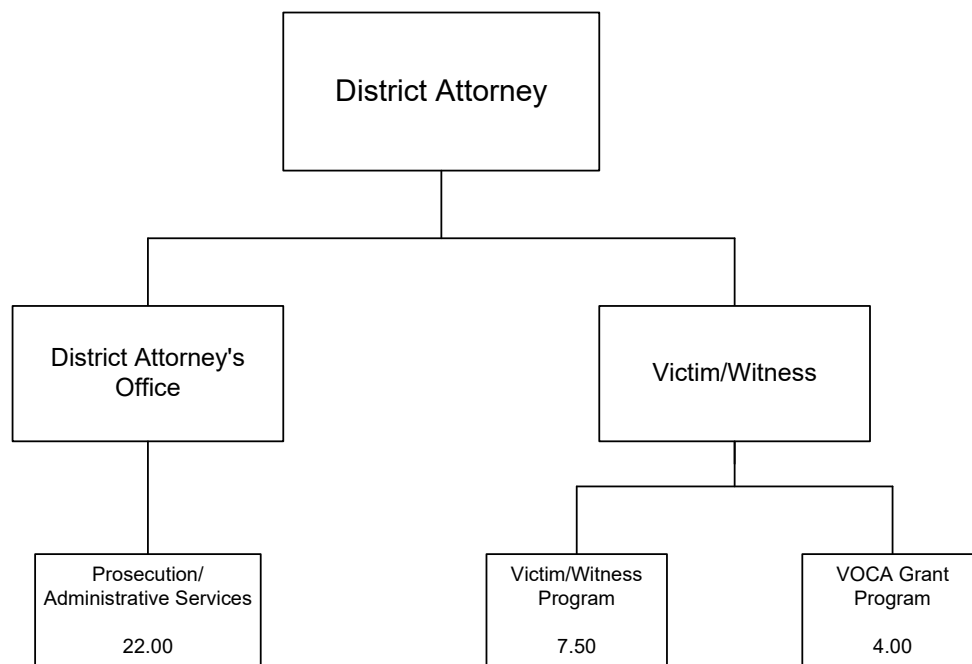 District Attorney
District Attorney's
Office
Victim/Witness
Prosecution/
Administrative Services
22.00
Victim/Witness
Program
7.50
VOCA Grant
Program
4.00